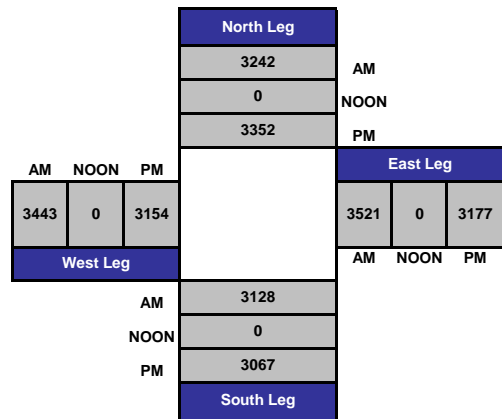 North Leg
3242 AM
0 NOON
3352 PM
East Leg
AM NOON PM
3443 0 3154
3521 0 3177
West Leg
AM NOON PM
AM 3128
NOON 0
PM 3067
South Leg